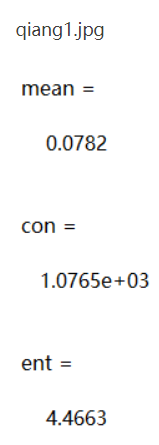 qiang1.jpg
mean =
0.0782
con =
1.0765e+03
ent =
4.4663